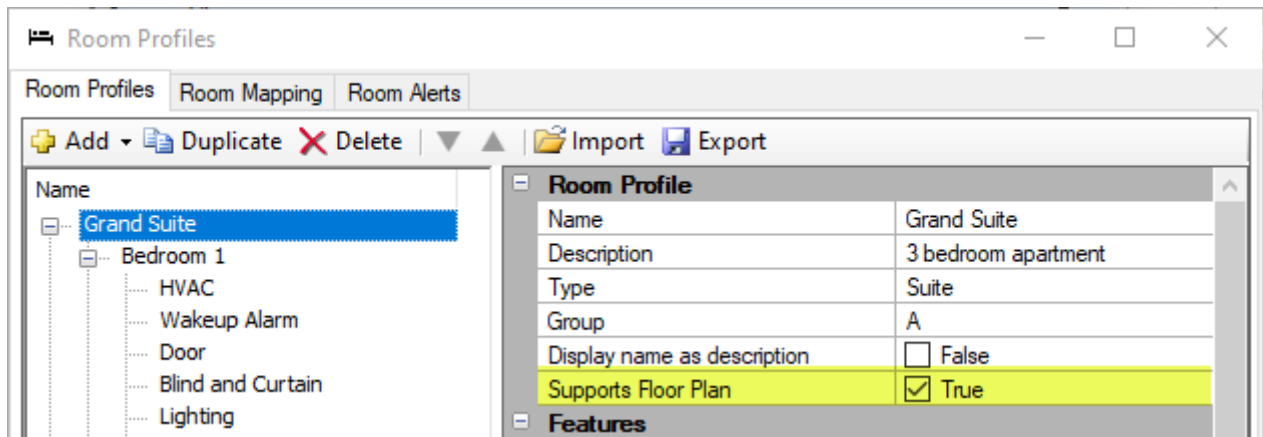 Room Profiles
Room Profiles Room Mapping Room Alerts
Add Duplicate Delete Import Export
Name
Grand Suite
Bedroom 1
HVAC
Wakeup Alarm
Door
Blind and Curtain
Lighting
Room Profile
Name Grand Suite
Description 3 bedroom apartment
Type Suite
Group A
Display name as description False
Supports Floor Plan True
Features